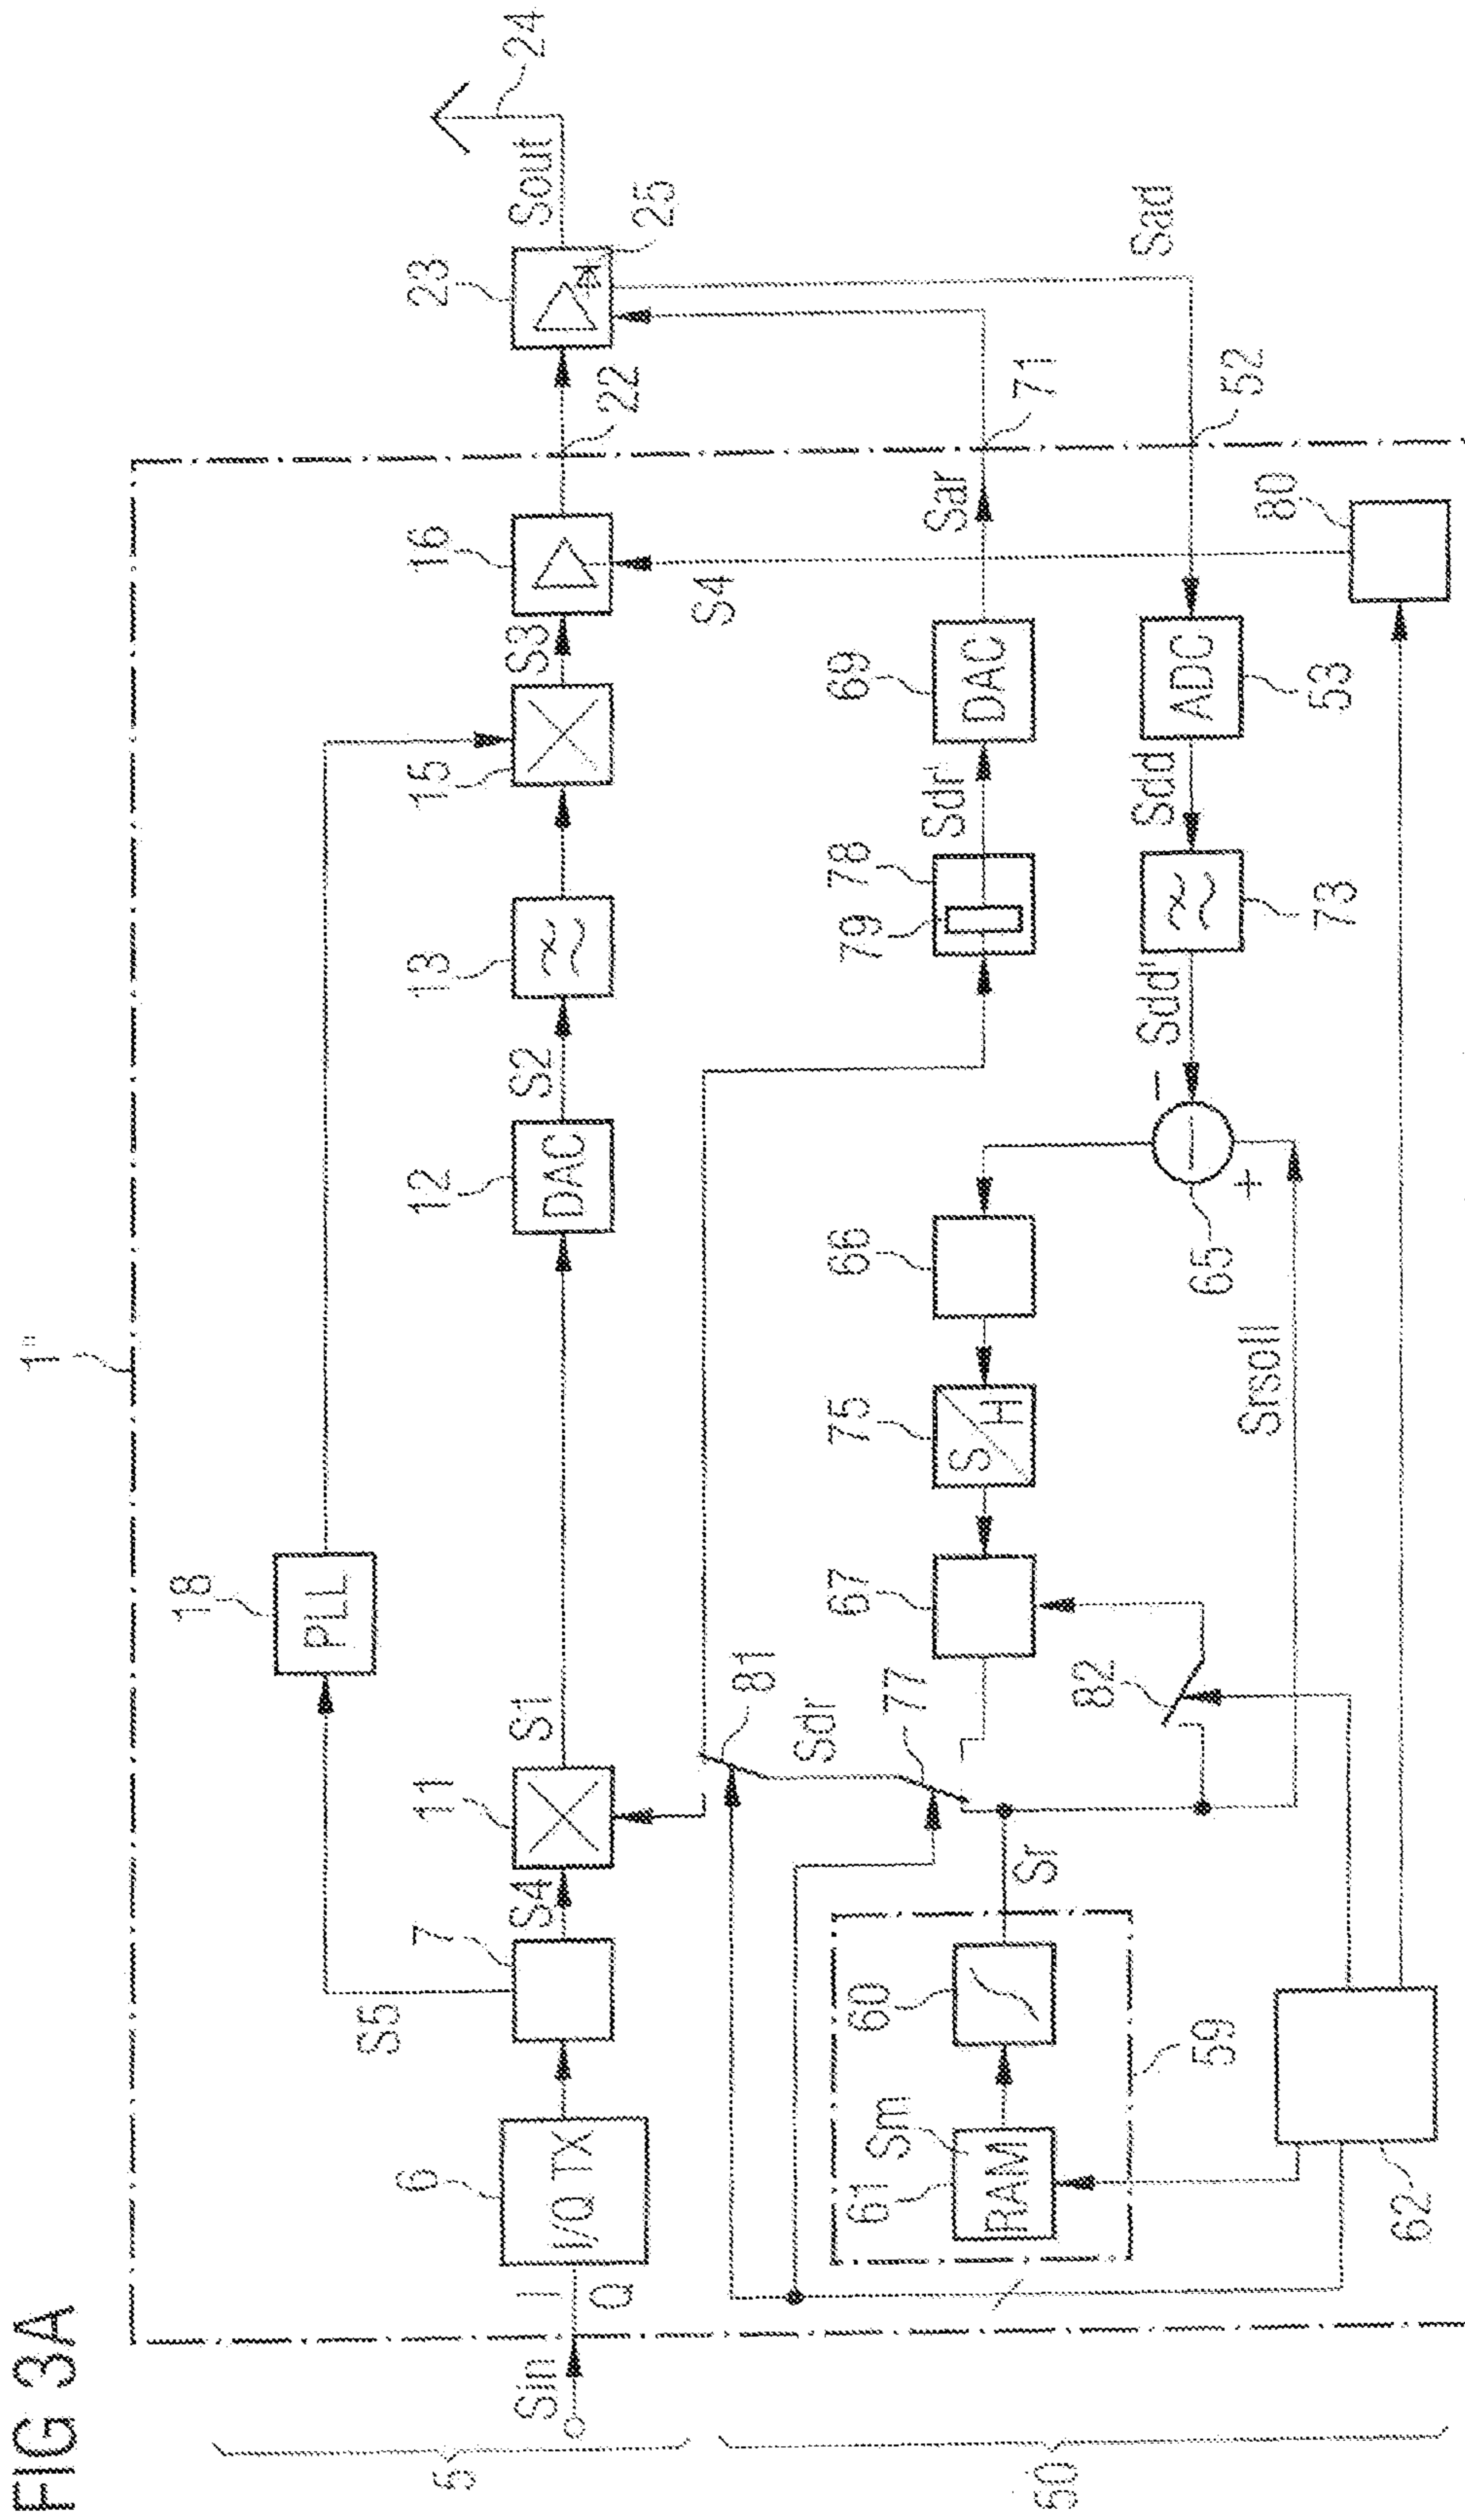 FIG 3A
1"
18
PLL
S5
24
Sout
23
25
22
16
S3
15
13
S2
12
DAC
S1
11
S4
7
6
I/Q TX
I
Q
Sin
5
S4
Sar
71
69
DAC
Sdr'
78
79
66
75
S
H
67
81
Sdr
77
82
Sr
60
Sm
61
RAM
59
Sad
52
80
ADC
53
Sdd
73
Sdd'
−
+
65
Srsoll
62
50